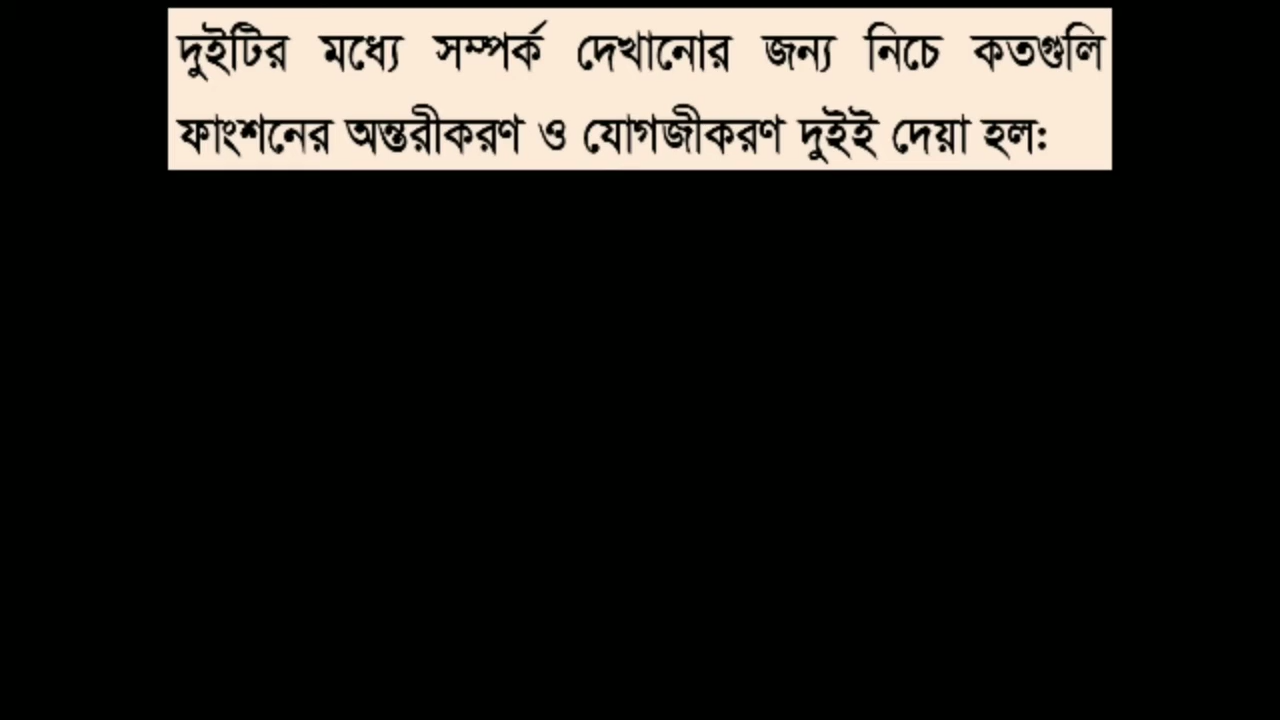 দুইটির মধ্যে সম্পর্ক দেখানোর জন্য নিচে কতগুলি
ফাংশনের অন্তরীকরণ ও যোগজীকরণ দুইই দেয়া হল: